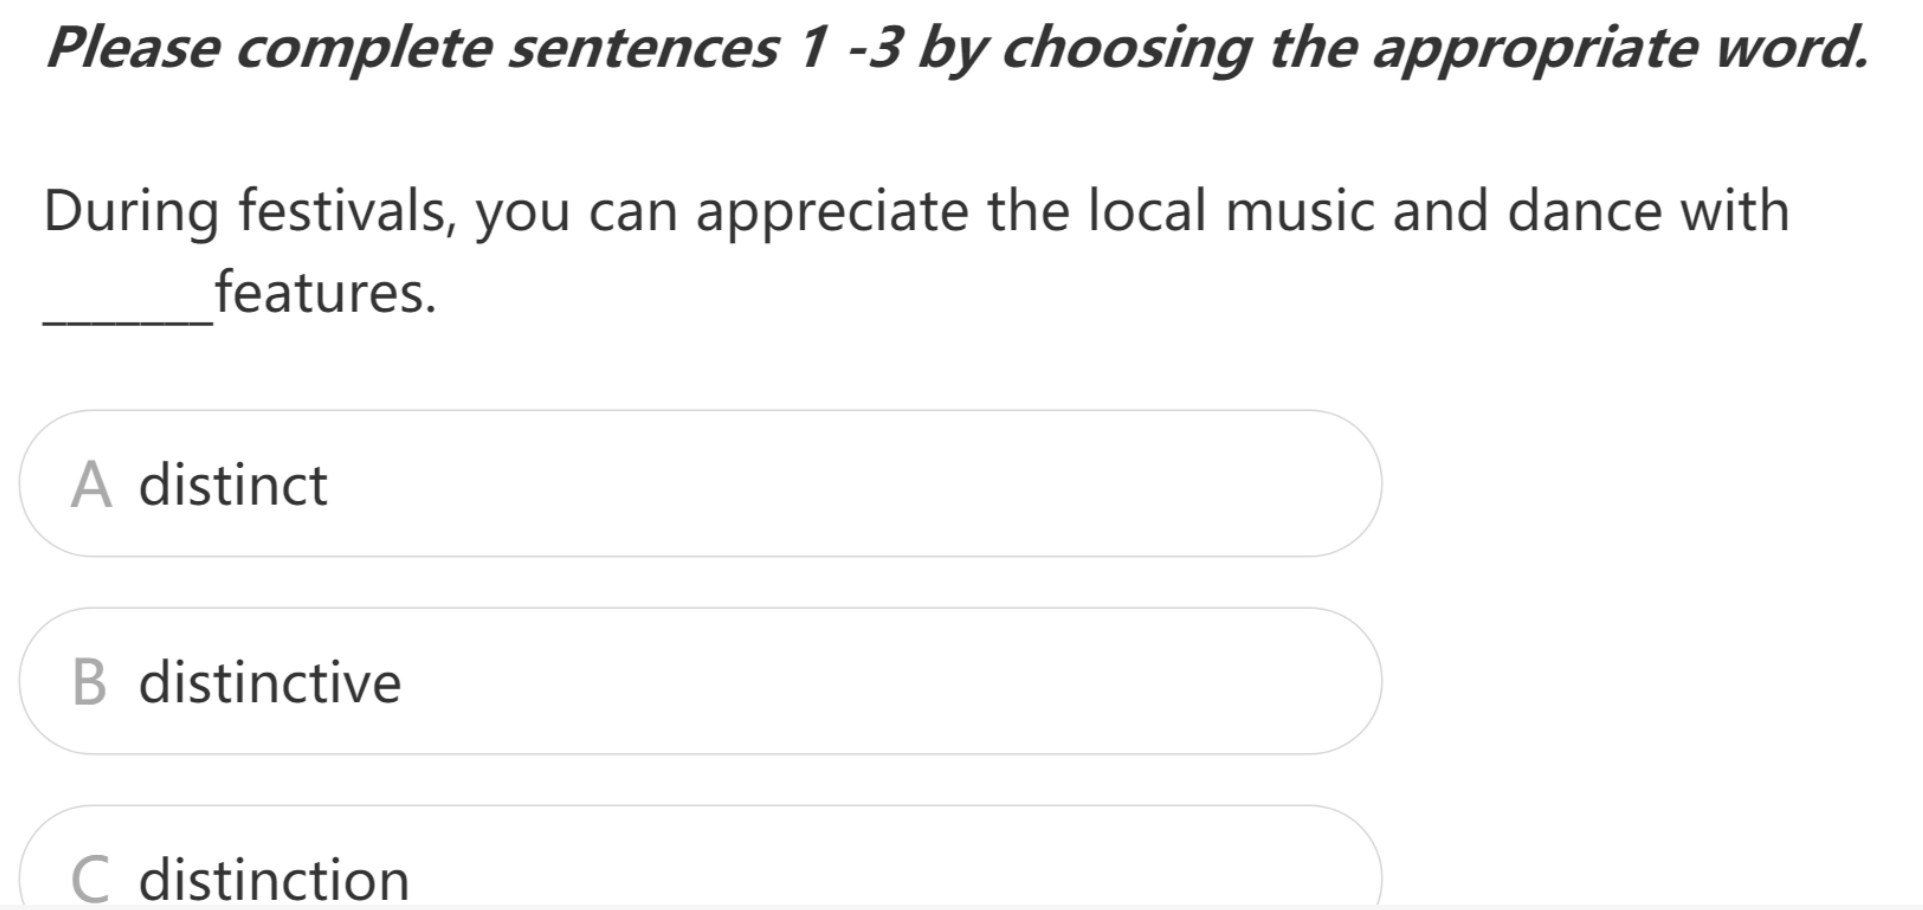 Please complete sentences 1 -3 by choosing the appropriate word.
During festivals, you can appreciate the local music and dance with
_______features.
A distinct
B distinctive
C distinction